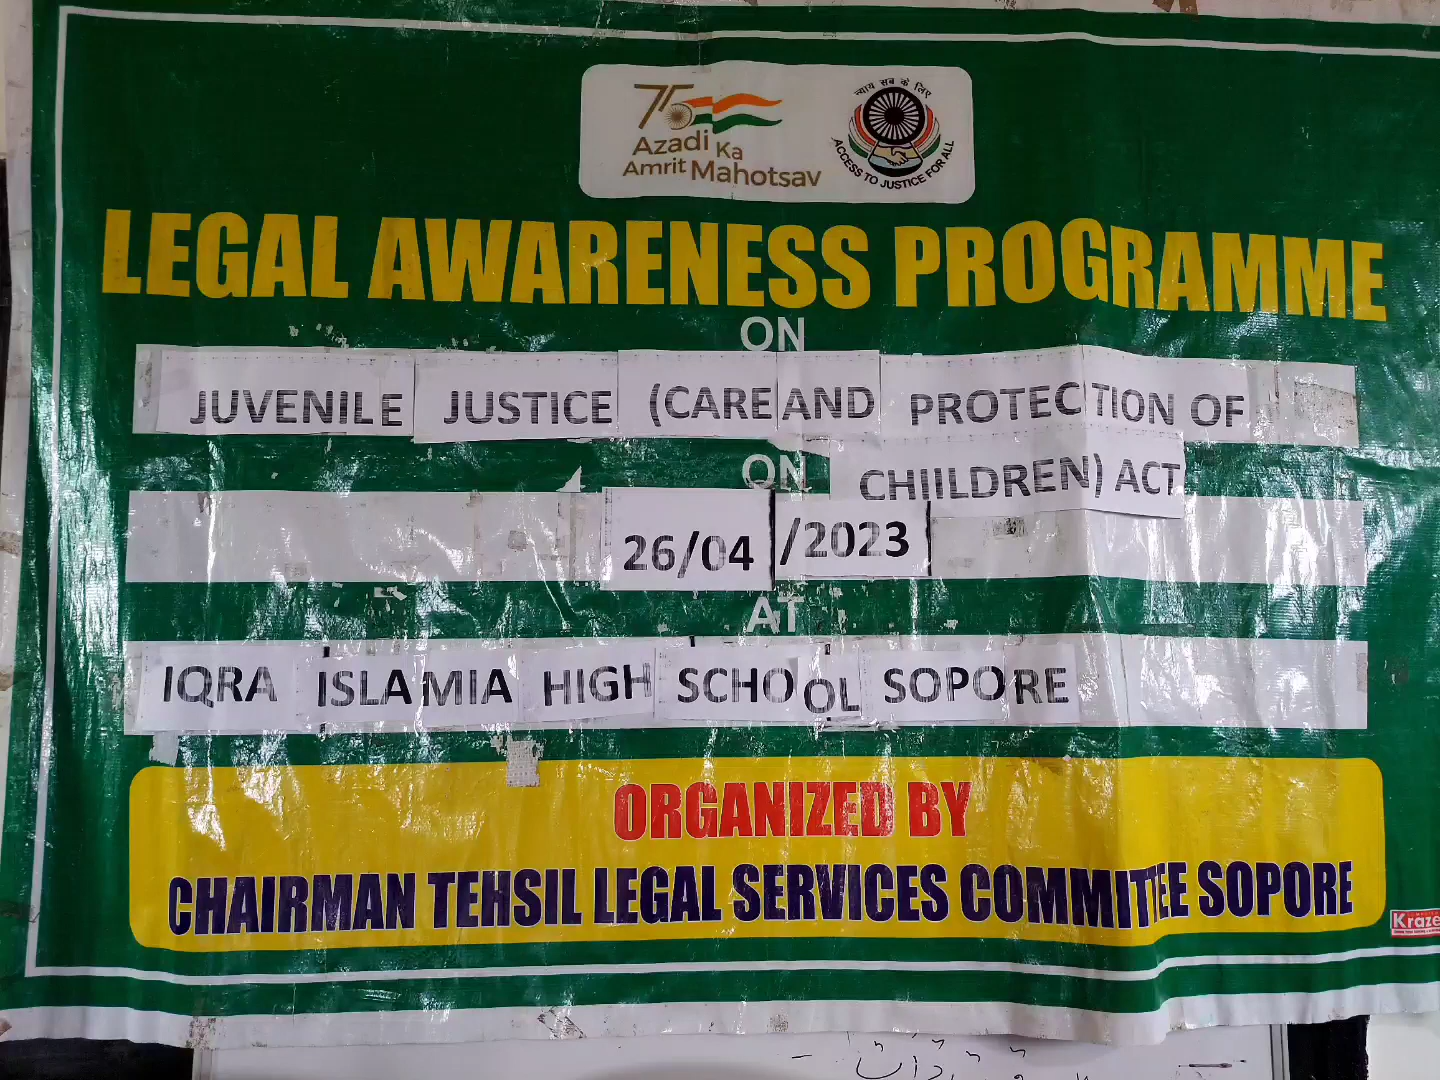 75
Azadi Ka
Amrit Mahotsav
न्याय सब के लिए
ACCESS TO JUSTICE FOR ALL
LEGAL AWARENESS PROGRAMME
ON
JUVENILE JUSTICE (CARE AND PROTECTION OF
CHIILDREN) ACT
ON
26/04/2023
AT
IQRA ISLAMIA HIGH SCHOOL SOPORE
ORGANIZED BY
CHAIRMAN TEHSIL LEGAL SERVICES COMMITTEE SOPORE
Kraze